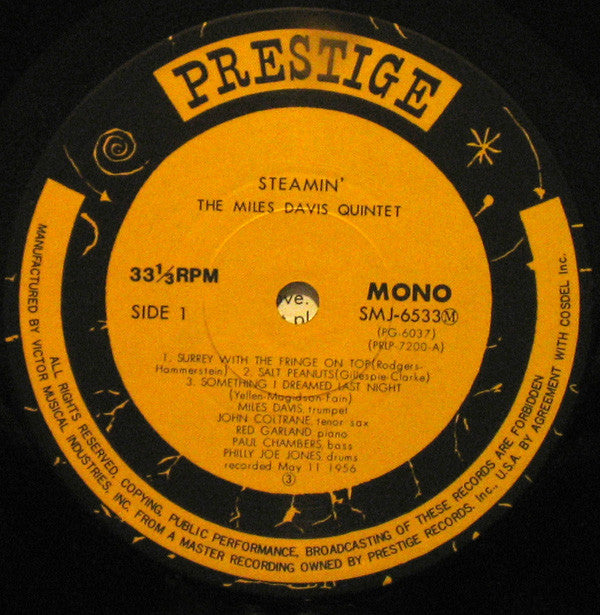 PRESTIGE
STEAMIN'
THE MILES DAVIS QUINTET
33⅓RPM
SIDE 1
MONO
SMJ-6533Ⓜ
(PG-6037)
(PRLP-7200-A)
1. SURREY WITH THE FRINGE ON TOP(Rodgers-
Hammerstein) 2. SALT PEANUTS(Gillespie-Clarke)
3. SOMETHING I DREAMED LAST NIGHT
(Yellen-Magidson-Fain)
MILES DAVIS, trumpet
JOHN COLTRANE, tenor sax
RED GARLAND, piano
PAUL CHAMBERS, bass
PHILLY JOE JONES, drums
recorded May 11 1956
③
ve.
pl
MANUFACTURED BY VICTOR MUSICAL INDUSTRIES, INC. FROM A MASTER RECORDING OWNED BY PRESTIGE RECORDS. Inc., U.S.A. BY AGREEMENT WITH COSDEL Inc.
ALL RIGHTS RESERVED, COPYING, PUBLIC PERFORMANCE, BROADCASTING OF THESE RECORDS ARE FORBIDDEN